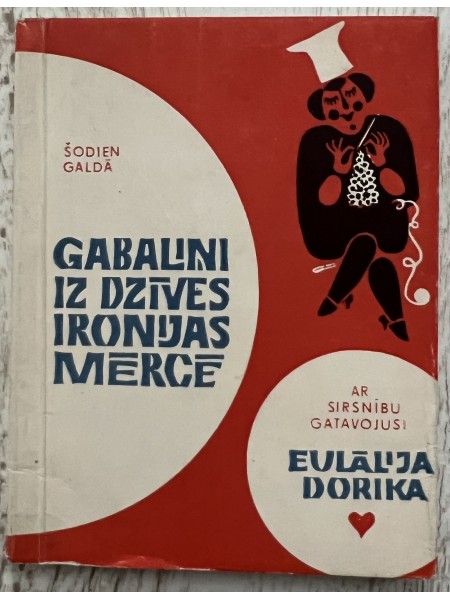 ŠODIEN
GALDĀ
GABALIŅI
IZ DZĪVES
IRONIJAS
MĒRCĒ
AR
SIRSNĪBU
GATAVOJUSI
EULĀLIJA
DORIKA